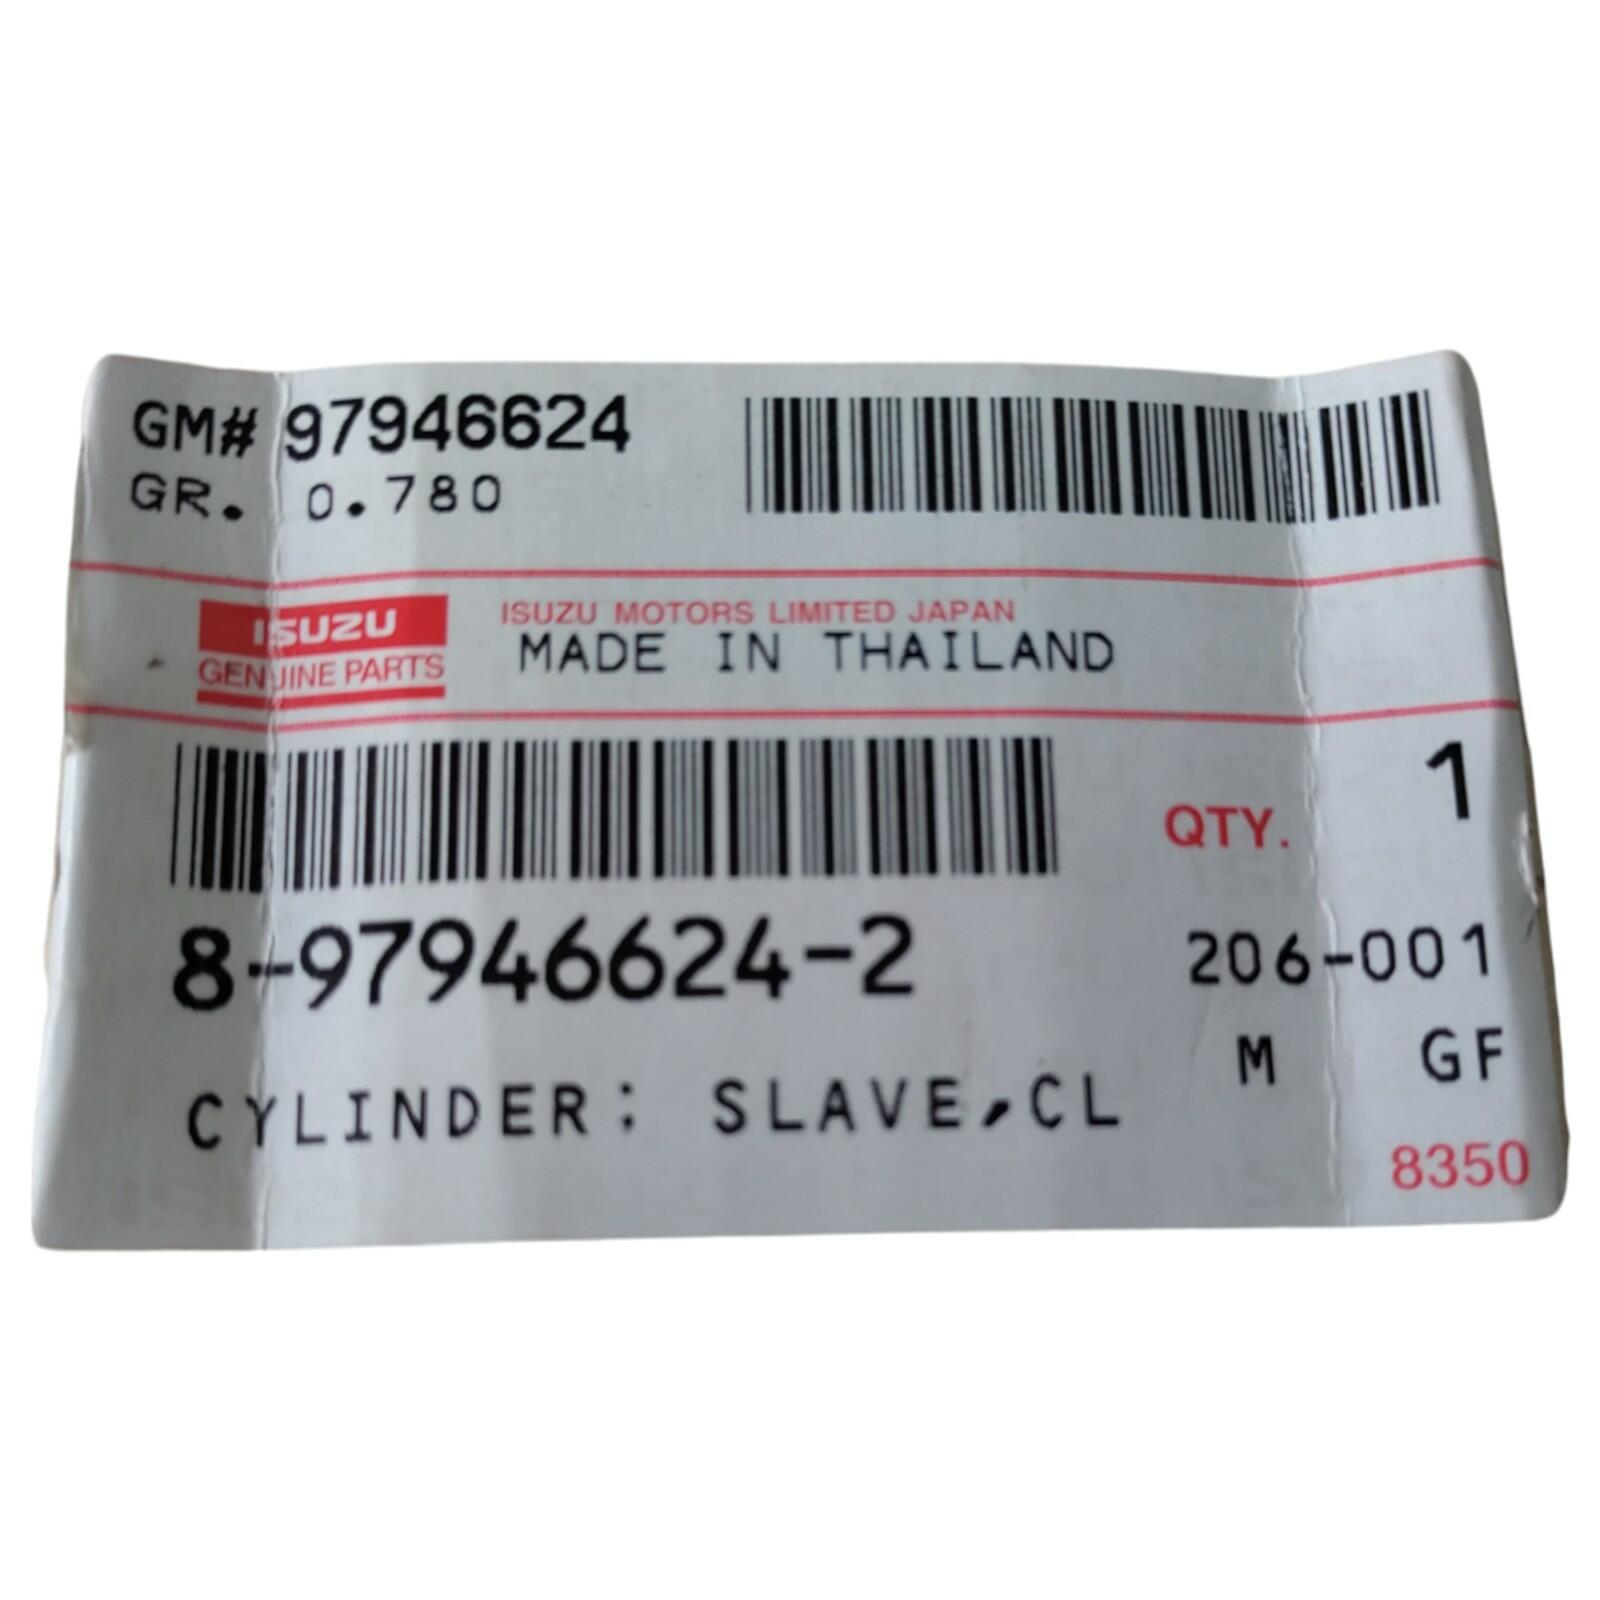 GM# 97946624
GR. 0.780
ISUZU
GENUINE PARTS
ISUZU MOTORS LIMITED JAPAN
MADE IN THAILAND
QTY. 1
8-97946624-2
206-001
M GF
CYLINDER: SLAVE,CL
8350